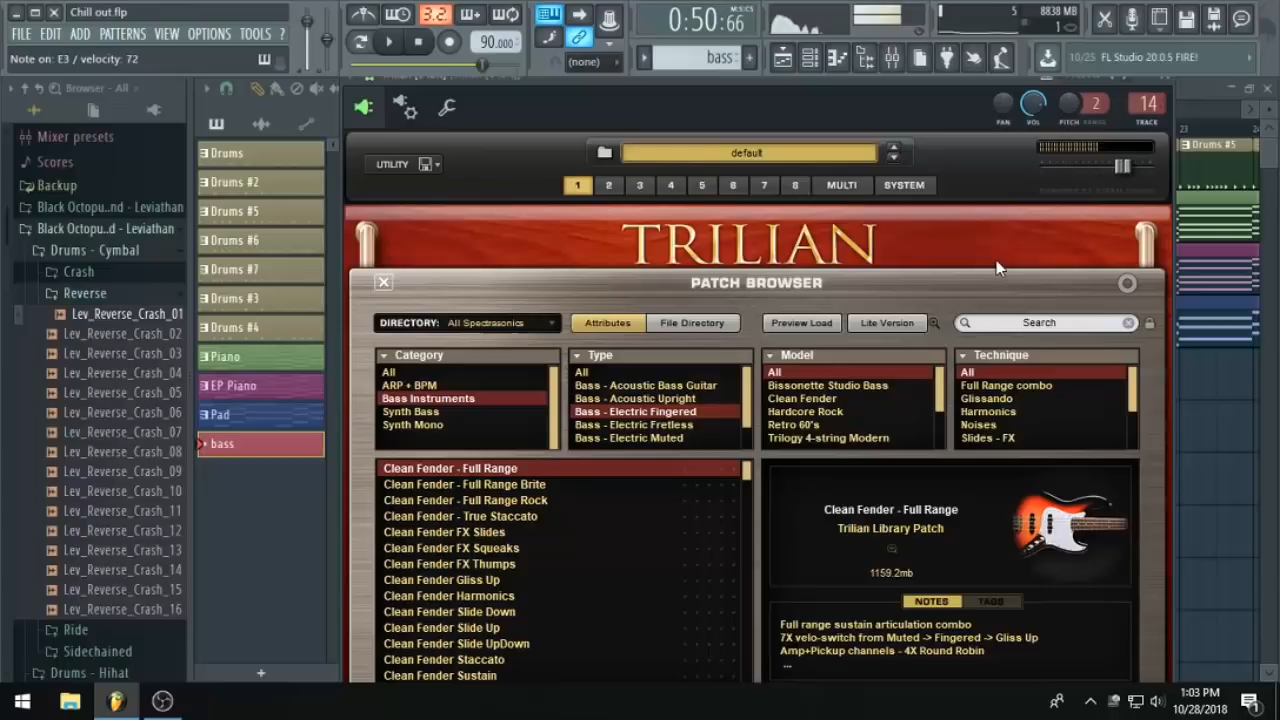 Chill out.flp
FILE EDIT ADD PATTERNS VIEW OPTIONS TOOLS ?
Note on: E3 / velocity: 72
3.2
90.000
(none)
0:50:66
M:S:CS
bass
5 8838 MB
1
10/25 FL Studio 20.0.5 FIRE!
Browser - All
Mixer presets
Scores
Backup
Black Octopu...nd - Leviathan
Black Octopu...d - Leviathan
Drums - Cymbal
Crash
Reverse
Lev_Reverse_Crash_01
Lev_Reverse_Crash_02
Lev_Reverse_Crash_03
Lev_Reverse_Crash_04
Lev_Reverse_Crash_05
Lev_Reverse_Crash_06
Lev_Reverse_Crash_07
Lev_Reverse_Crash_08
Lev_Reverse_Crash_09
Lev_Reverse_Crash_10
Lev_Reverse_Crash_11
Lev_Reverse_Crash_12
Lev_Reverse_Crash_13
Lev_Reverse_Crash_14
Lev_Reverse_Crash_15
Lev_Reverse_Crash_16
Ride
Sidechained
Drums - Hihat
Drums
Drums #2
Drums #5
Drums #6
Drums #7
Drums #3
Drums #4
Piano
EP Piano
Pad
bass
+
PAN VOL PITCH RANGE 2 14 TRACK
UTILITY
default
1 2 3 4 5 6 7 8 MULTI SYSTEM
TRILIAN
PATCH BROWSER
DIRECTORY: All Spectrasonics
Attributes File Directory Preview Load Lite Version Search
Category
All
ARP + BPM
Bass Instruments
Synth Bass
Synth Mono
Type
All
Bass - Acoustic Bass Guitar
Bass - Acoustic Upright
Bass - Electric Fingered
Bass - Electric Fretless
Bass - Electric Muted
Model
All
Bissonette Studio Bass
Clean Fender
Hardcore Rock
Retro 60's
Trilogy 4-string Modern
Technique
All
Full Range combo
Glissando
Harmonics
Noises
Slides - FX
Clean Fender - Full Range
Clean Fender - Full Range Brite
Clean Fender - Full Range Rock
Clean Fender - True Staccato
Clean Fender FX Slides
Clean Fender FX Squeaks
Clean Fender FX Thumps
Clean Fender Gliss Up
Clean Fender Harmonics
Clean Fender Slide Down
Clean Fender Slide Up
Clean Fender Slide UpDown
Clean Fender Staccato
Clean Fender Sustain
Clean Fender - Full Range
Trilian Library Patch
1159.2mb
NOTES TAGS
Full range sustain articulation combo
7X velo-switch from Muted -> Fingered -> Gliss Up
Amp+Pickup channels - 4X Round Robin
...
23
Drums #5
1:03 PM
10/28/2018